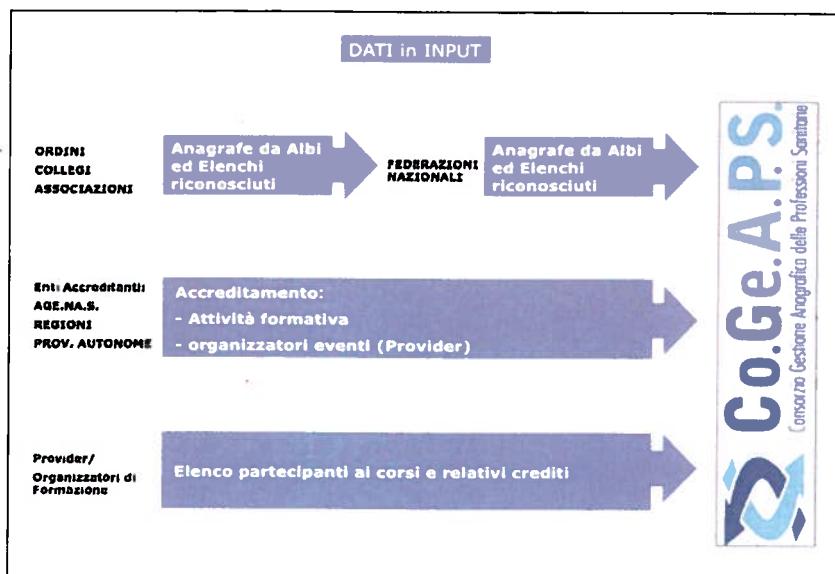 DATI in INPUT
ORDINI
COLLEGI
ASSOCIAZIONI
Anagrafe da Albi
ed Elenchi
riconosciuti
FEDERAZIONI
NAZIONALI
Anagrafe da Albi
ed Elenchi
riconosciuti
Enti Accreditanti:
AGE.NA.S.
REGIONI
PROV. AUTONOME
Accreditamento:
- Attività formativa
- organizzatori eventi (Provider)
Provider/
Organizzatori di
Formazione
Elenco partecipanti ai corsi e relativi crediti
Co.Ge.A.P.S.
Consorzio Gestione Anagrafica delle Professioni Sanitarie